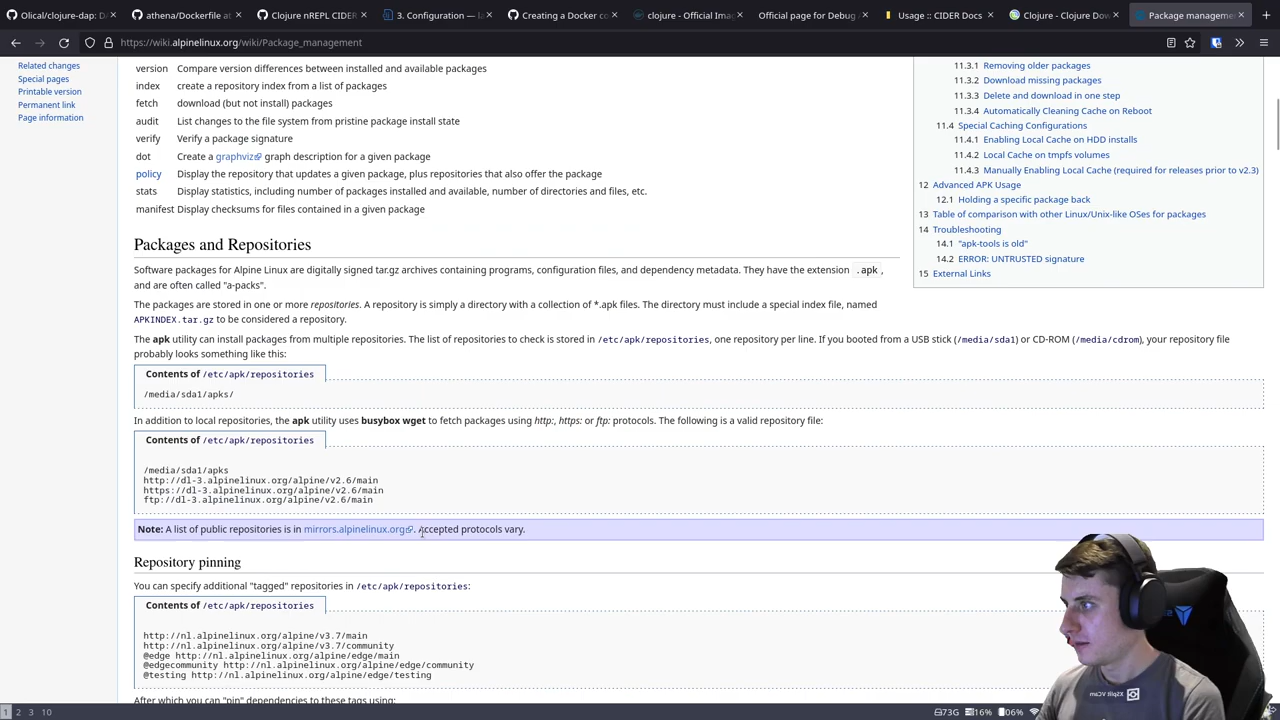 Olical/clojure-dap: D
athena/Dockerfile at
Clojure nREPL CIDER
3. Configuration —
Creating a Docker co
clojure - Official Imag
Official page for Debug
Usage :: CIDER Docs
Clojure - Clojure Do
Package manageme
https://wiki.alpinelinux.org/wiki/Package_management
Related changes
Special pages
Printable version
Permanent link
Page information
version Compare version differences between installed and available packages
index create a repository index from a list of packages
fetch download (but not install) packages
audit List changes to the file system from pristine package install state
verify Verify a package signature
dot Create a graphviz graph description for a given package
policy Display the repository that updates a given package, plus repositories that also offer the package
stats Display statistics, including number of packages installed and available, number of directories and files, etc.
manifest Display checksums for files contained in a given package
11.3.1 Removing older packages
11.3.2 Download missing packages
11.3.3 Delete and download in one step
11.3.4 Automatically Cleaning Cache on Reboot
11.4 Special Caching Configurations
11.4.1 Enabling Local Cache on HDD installs
11.4.2 Local Cache on tmpfs volumes
11.4.3 Manually Enabling Local Cache (required for releases prior to v2.3)
12 Advanced APK Usage
12.1 Holding a specific package back
13 Table of comparison with other Linux/Unix-like OSes for packages
14 Troubleshooting
14.1 "apk-tools is old"
14.2 ERROR: UNTRUSTED signature
15 External Links
Packages and Repositories
Software packages for Alpine Linux are digitally signed tar.gz archives containing programs, configuration files, and dependency metadata. They have the extension .apk,
and are often called "a-packs".
The packages are stored in one or more repositories. A repository is simply a directory with a collection of *.apk files. The directory must include a special index file, named
APKINDEX.tar.gz to be considered a repository.
The apk utility can install packages from multiple repositories. The list of repositories to check is stored in /etc/apk/repositories, one repository per line. If you booted from a USB stick (/media/sda1) or CD-ROM (/media/cdrom), your repository file
probably looks something like this:
Contents of /etc/apk/repositories
/media/sda1/apks/
In addition to local repositories, the apk utility uses busybox wget to fetch packages using http:, https: or ftp: protocols. The following is a valid repository file:
Contents of /etc/apk/repositories
/media/sda1/apks
http://dl-3.alpinelinux.org/alpine/v2.6/main
https://dl-3.alpinelinux.org/alpine/v2.6/main
ftp://dl-3.alpinelinux.org/alpine/v2.6/main
Note: A list of public repositories is in mirrors.alpinelinux.org. Accepted protocols vary.
Repository pinning
You can specify additional "tagged" repositories in /etc/apk/repositories:
Contents of /etc/apk/repositories
http://nl.alpinelinux.org/alpine/v3.7/main
http://nl.alpinelinux.org/alpine/v3.7/community
@edge http://nl.alpinelinux.org/alpine/edge/main
@edgecommunity http://nl.alpinelinux.org/alpine/edge/community
@testing http://nl.alpinelinux.org/alpine/edge/testing
After which you can "pin" dependencies to these tags using:
XSplit VCam
1 2 3 10
73G 16% 06%